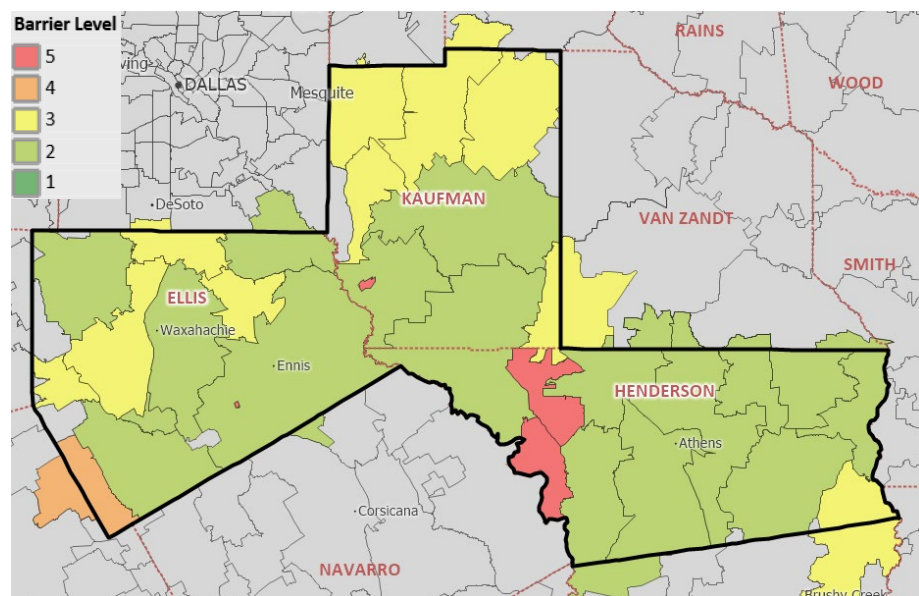 Barrier Level
5
4
3
2
1
ving
DALLAS
Mesquite
DeSoto
RAINS
WOOD
KAUFMAN
VAN ZANDT
SMITH
ELLIS
Waxahachie
Ennis
HENDERSON
Athens
Corsicana
NAVARRO
Brushy Creek